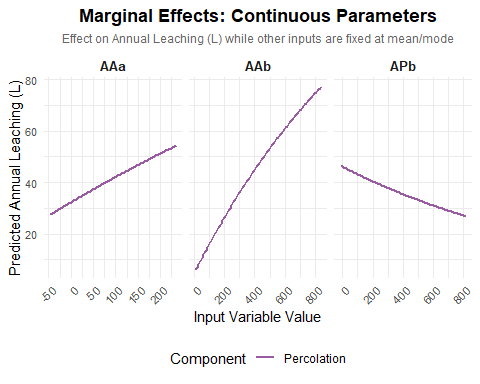 Marginal Effects: Continuous Parameters
Effect on Annual Leaching (L) while other inputs are fixed at mean/mode
AAa AAb APb
Predicted Annual Leaching (L)
80
60
40
20
-50 0 50 100 150 200 0 200 400 600 800 0 200 400 600 800
Input Variable Value
Component Percolation